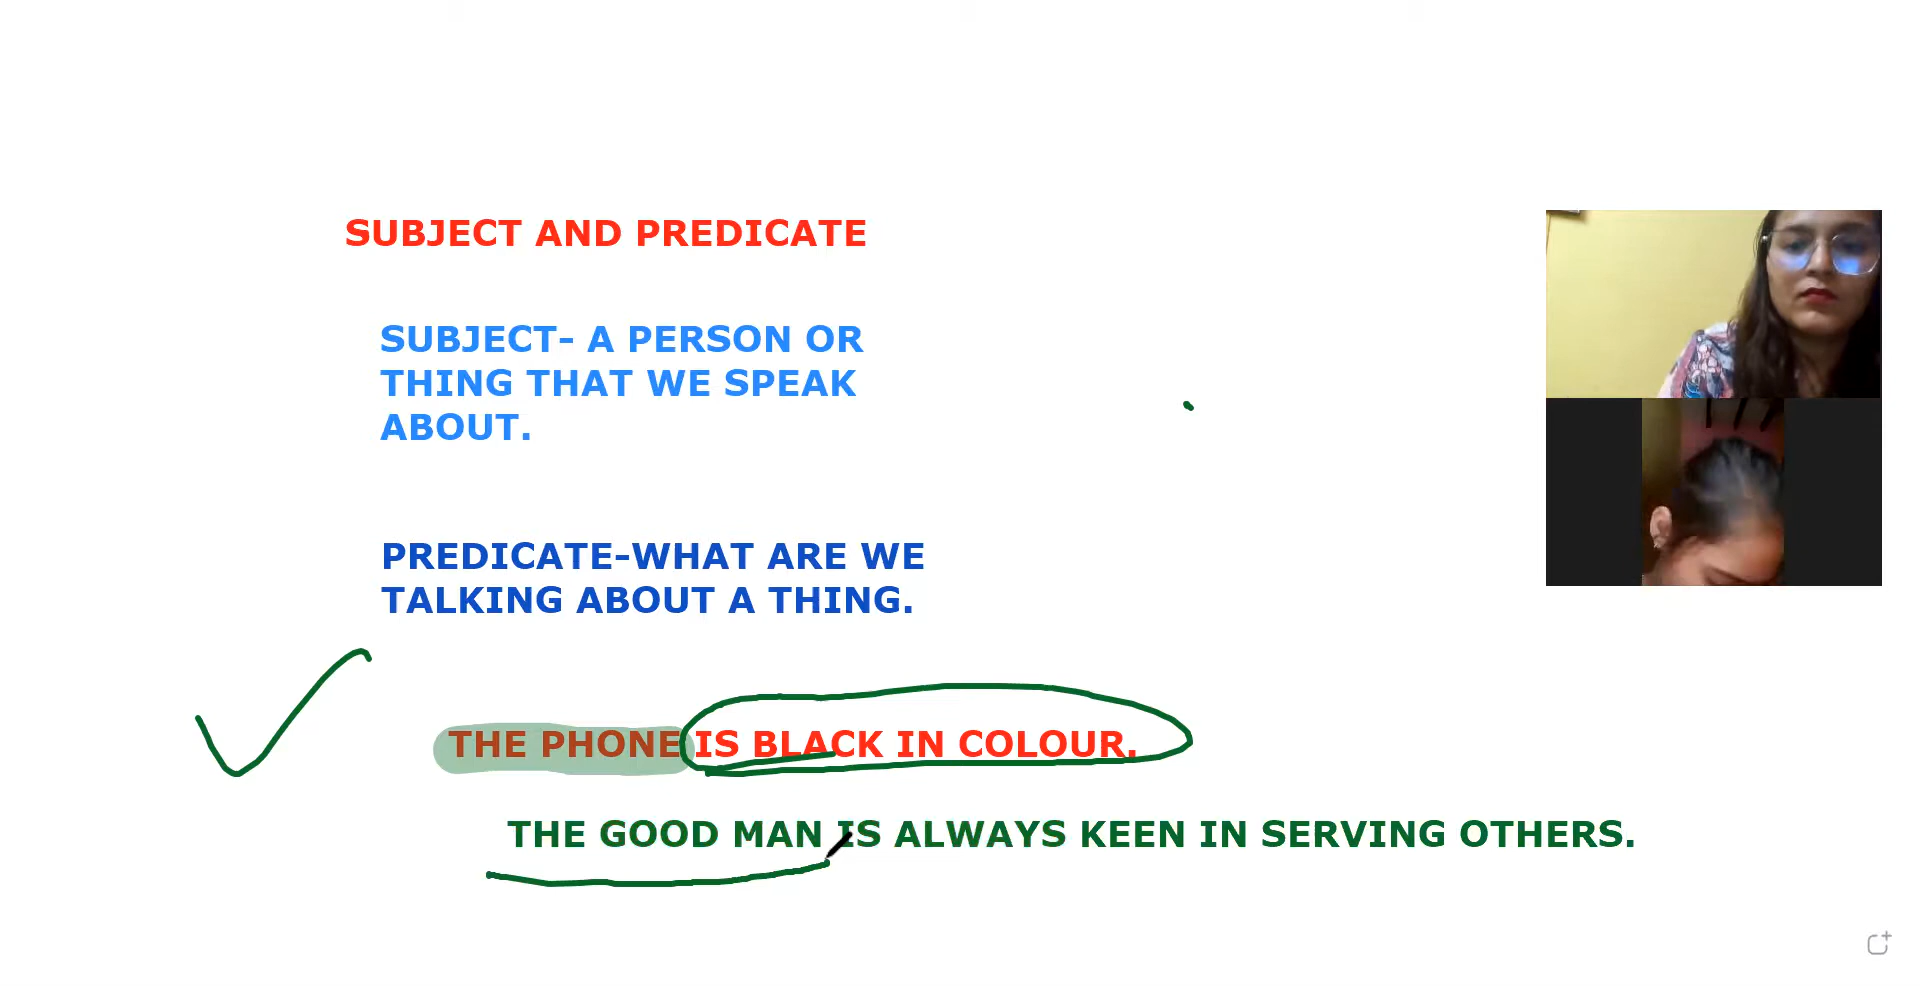 SUBJECT AND PREDICATE
SUBJECT- A PERSON OR
THING THAT WE SPEAK
ABOUT.
PREDICATE-WHAT ARE WE
TALKING ABOUT A THING.
THE PHONE IS BLACK IN COLOUR.
THE GOOD MAN IS ALWAYS KEEN IN SERVING OTHERS.